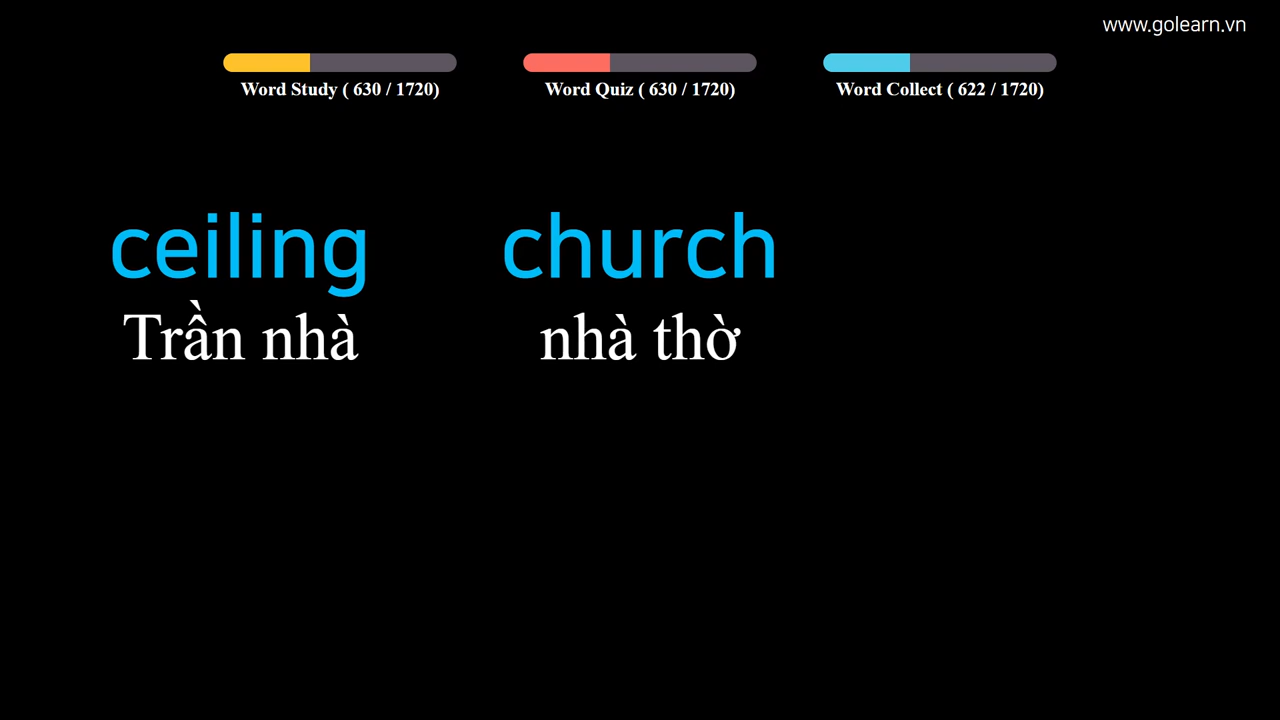 www.golearn.vn
Word Study ( 630 / 1720)
Word Quiz ( 630 / 1720)
Word Collect ( 622 / 1720)
ceiling
Trần nhà
church
nhà thờ